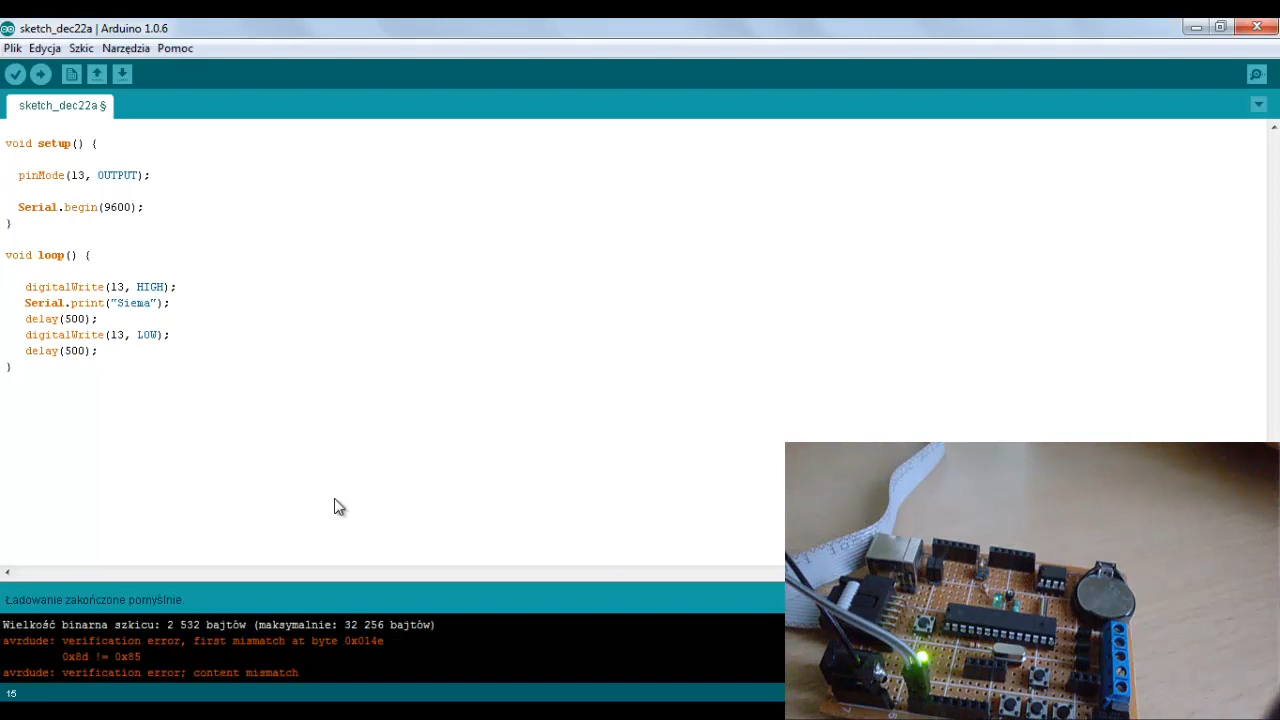 sketch_dec22a | Arduino 1.0.6
Plik Edycja Szkic Narzędzia Pomoc
sketch_dec22a §
void setup() {
pinMode(13, OUTPUT);
Serial.begin(9600);
}
void loop() {
digitalWrite(13, HIGH);
Serial.print("Siema");
delay(500);
digitalWrite(13, LOW);
delay(500);
}
Ładowanie zakończone pomyślnie.
Wielkość binarna szkicu: 2 532 bajtów (maksymalnie: 32 256 bajtów)
avrdude: verification error, first mismatch at byte 0x014e
0x8d != 0x85
avrdude: verification error; content mismatch
15